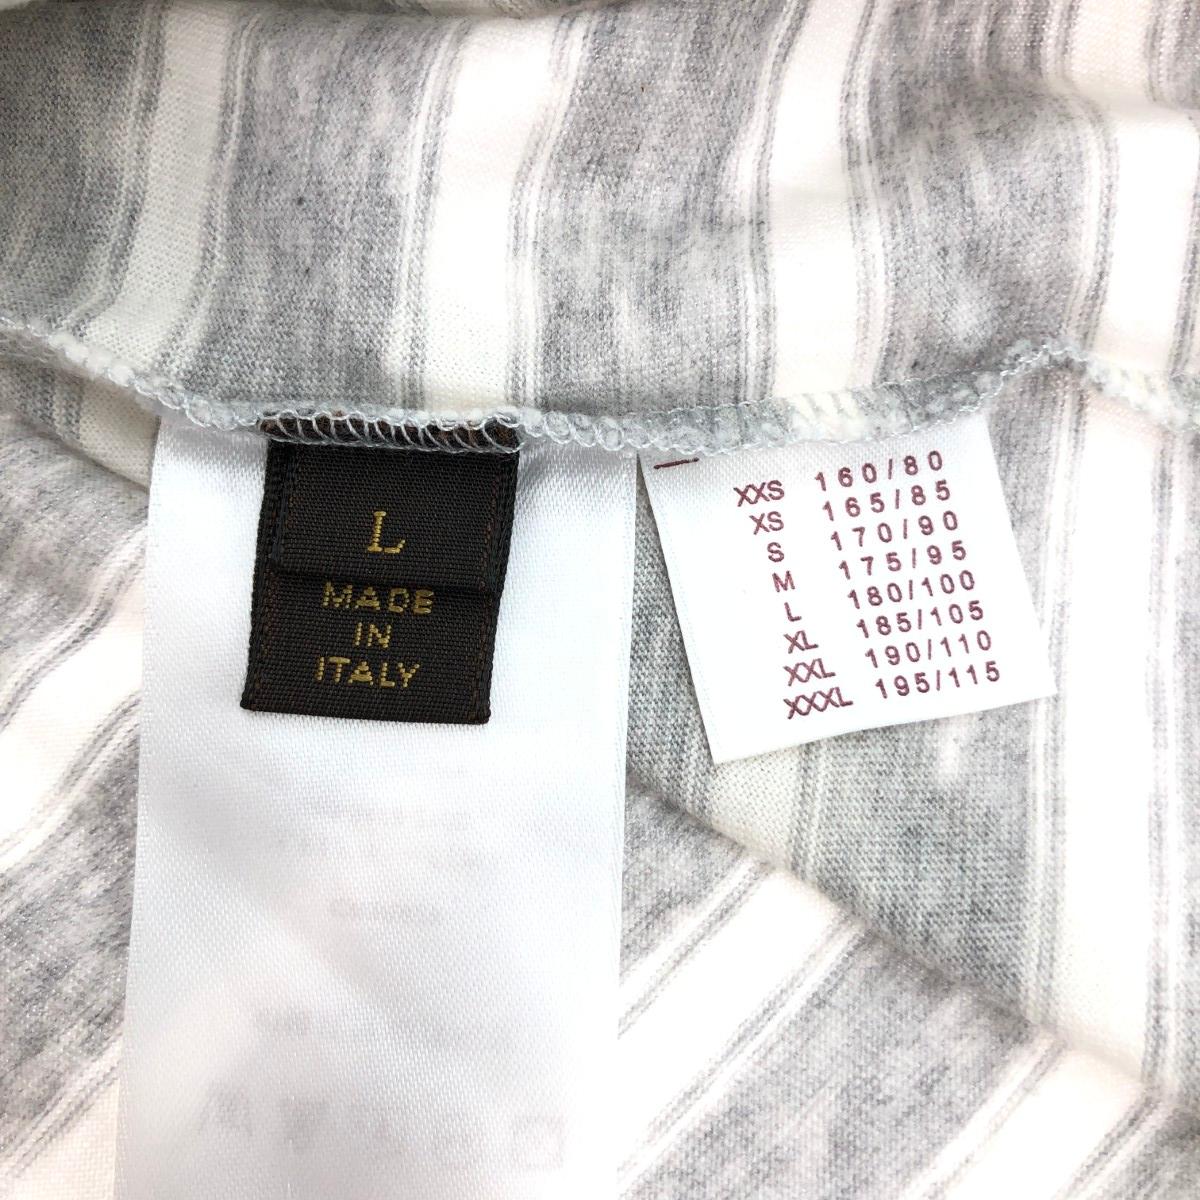 L
MADE
IN
ITALY
XXS 160/80
XS 165/85
S 170/90
M 175/95
L 180/100
XL 185/105
XXL 190/110
XXXL 195/115